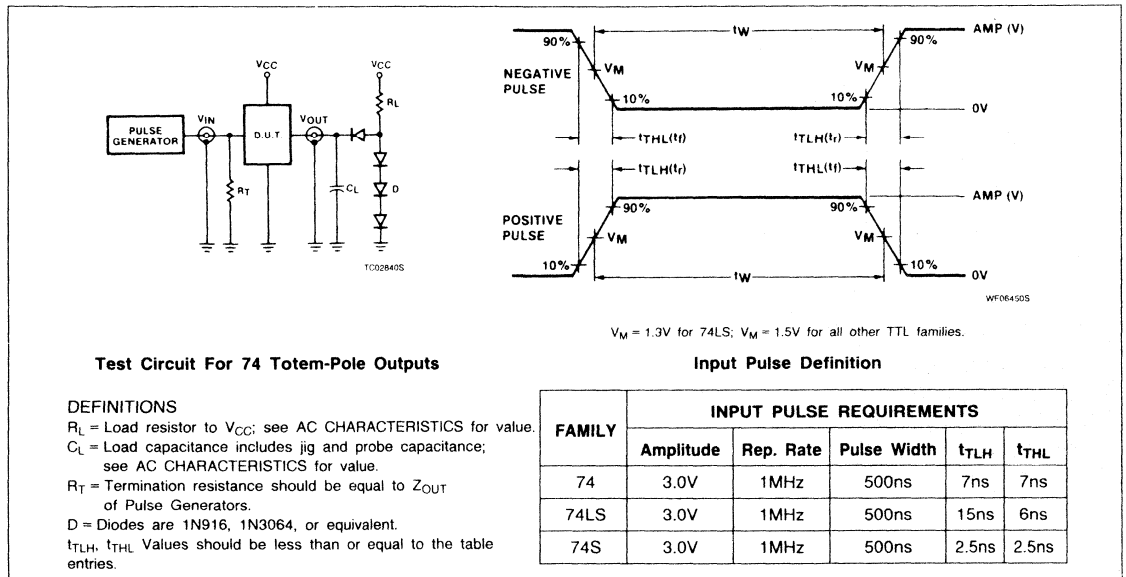 VCC
VCC
RL
PULSE
GENERATOR
VIN
D.U.T.
VOUT
RT
CL
D
TC02840S
tW
AMP (V)
90%
90%
NEGATIVE
PULSE
VM
VM
10%
10%
0V
tTHL(tf)
tTLH(tr)
tTLH(tr)
tTHL(tf)
AMP (V)
90%
90%
POSITIVE
PULSE
VM
VM
10%
10%
tW
0V
WF06450S
VM = 1.3V for 74LS; VM = 1.5V for all other TTL families.
Test Circuit For 74 Totem-Pole Outputs
Input Pulse Definition
DEFINITIONS
RL = Load resistor to VCC; see AC CHARACTERISTICS for value.
CL = Load capacitance includes jig and probe capacitance;
see AC CHARACTERISTICS for value.
RT = Termination resistance should be equal to ZOUT
of Pulse Generators.
D = Diodes are 1N916, 1N3064, or equivalent.
tTLH, tTHL Values should be less than or equal to the table
entries.
FAMILY INPUT PULSE REQUIREMENTS
Amplitude Rep. Rate Pulse Width tTLH tTHL
74 3.0V 1MHz 500ns 7ns 7ns
74LS 3.0V 1MHz 500ns 15ns 6ns
74S 3.0V 1MHz 500ns 2.5ns 2.5ns